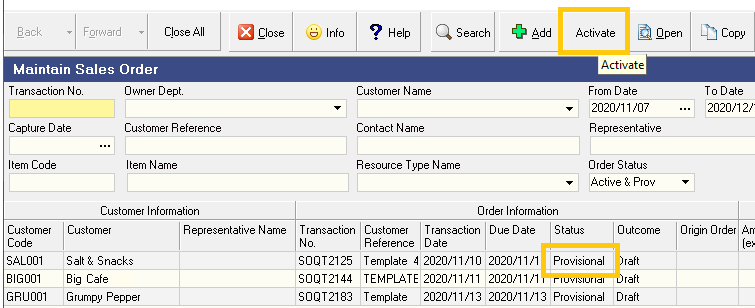 Back Forward Close All Close Info Help Search Add Activate Open Copy
Activate
Maintain Sales Order
Transaction No. Owner Dept. Customer Name From Date To Date
2020/11/07 ... 2020/12/
Capture Date Customer Reference Contact Name Representative
...
Item Code Item Name Resource Type Name Order Status
Active & Prov
Customer Information Order Information
Customer Code Customer Representative Name Transaction No. Customer Reference Transaction Date Due Date Status Outcome Origin Order Am (ex
SAL001 Salt & Snacks SOQT2125 Template 4 2020/11/10 2020/11/1 Provisional Draft
BIG001 Big Cafe SOQT2144 TEMPLATE 2020/11/11 2020/11/11 Provisional Draft
GRU001 Grumpy Pepper SOQT2183 Template 2020/11/13 2020/11/13 Provisional Draft